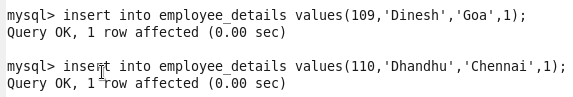 mysql> insert into employee_details values(109,'Dinesh','Goa',1);
Query OK, 1 row affected (0.00 sec)
mysql> insert into employee_details values(110,'Dhandhu','Chennai',1);
Query OK, 1 row affected (0.00 sec)